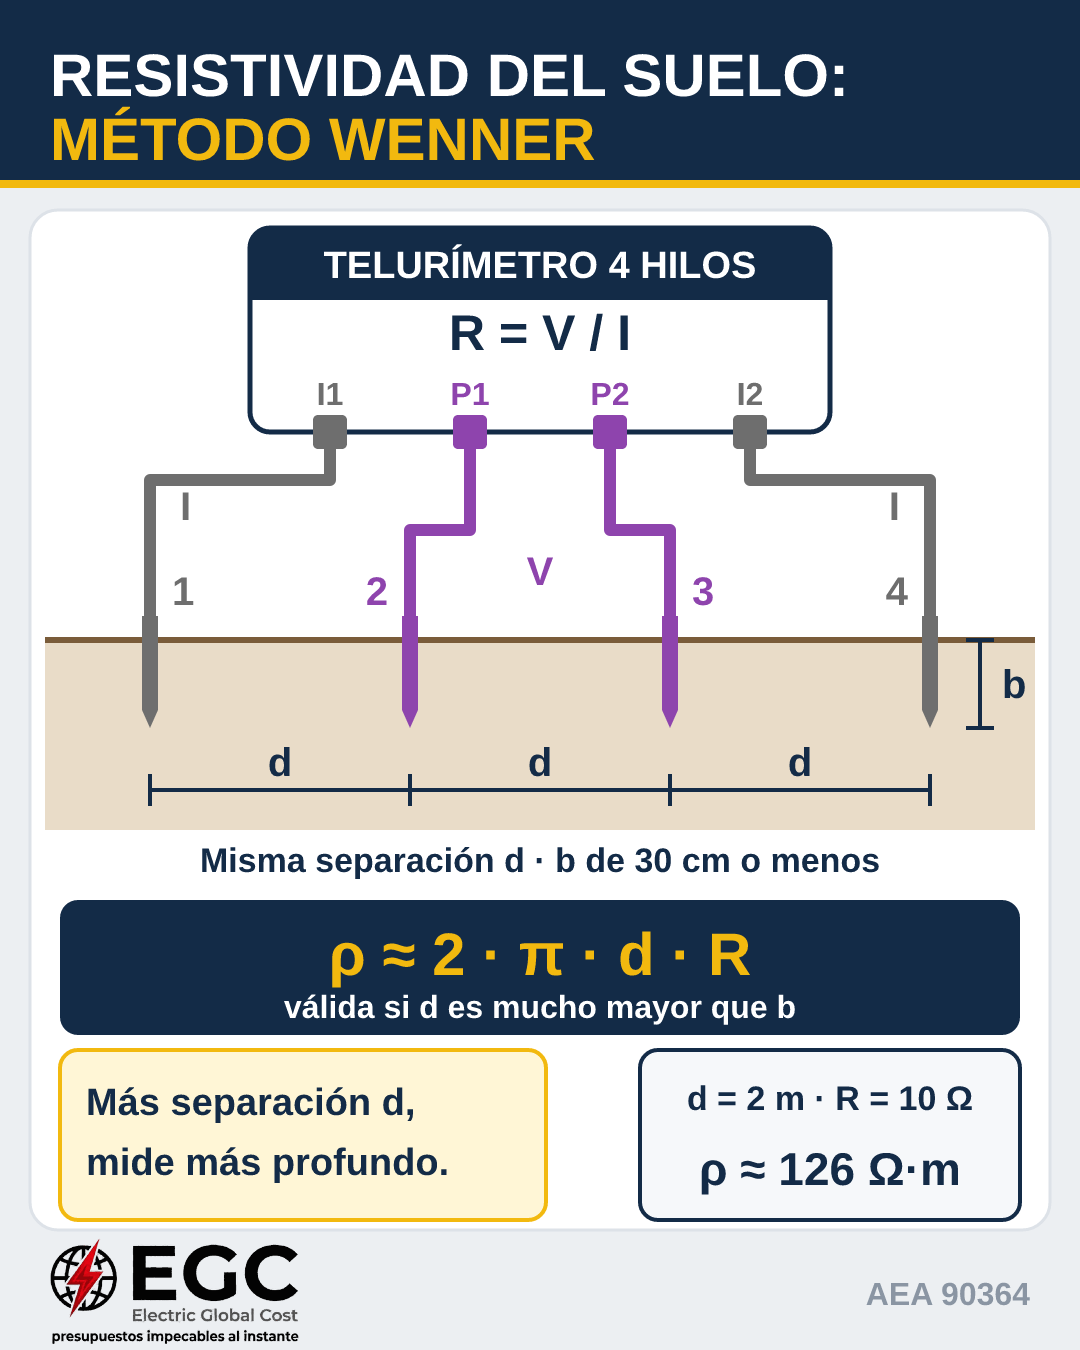 RESISTIVIDAD DEL SUELO:
MÉTODO WENNER
TELURÍMETRO 4 HILOS
R = V / I
I1 P1 P2 I2
I I
V
1 2 3 4
b
d d d
Misma separación d · b de 30 cm o menos
ρ ≈ 2 · π · d · R
válida si d es mucho mayor que b
Más separación d,
mide más profundo.
d = 2 m · R = 10 Ω
ρ ≈ 126 Ω·m
EGC
Electric Global Cost
presupuestos impecables al instante
AEA 90364